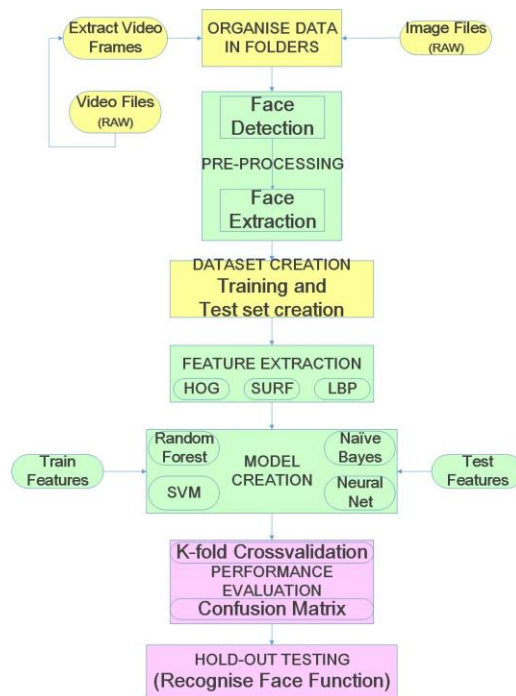 Extract Video
Frames
ORGANISE DATA
IN FOLDERS
Image Files
(RAW)
Video Files
(RAW)
Face
Detection
PRE-PROCESSING
Face
Extraction
DATASET CREATION
Training and
Test set creation
FEATURE EXTRACTION
HOG SURF LBP
Train
Features
Random
Forest
SVM
MODEL
CREATION
Naïve
Bayes
Neural
Net
Test
Features
K-fold Crossvalidation
PERFORMANCE
EVALUATION
Confusion Matrix
HOLD-OUT TESTING
(Recognise Face Function)